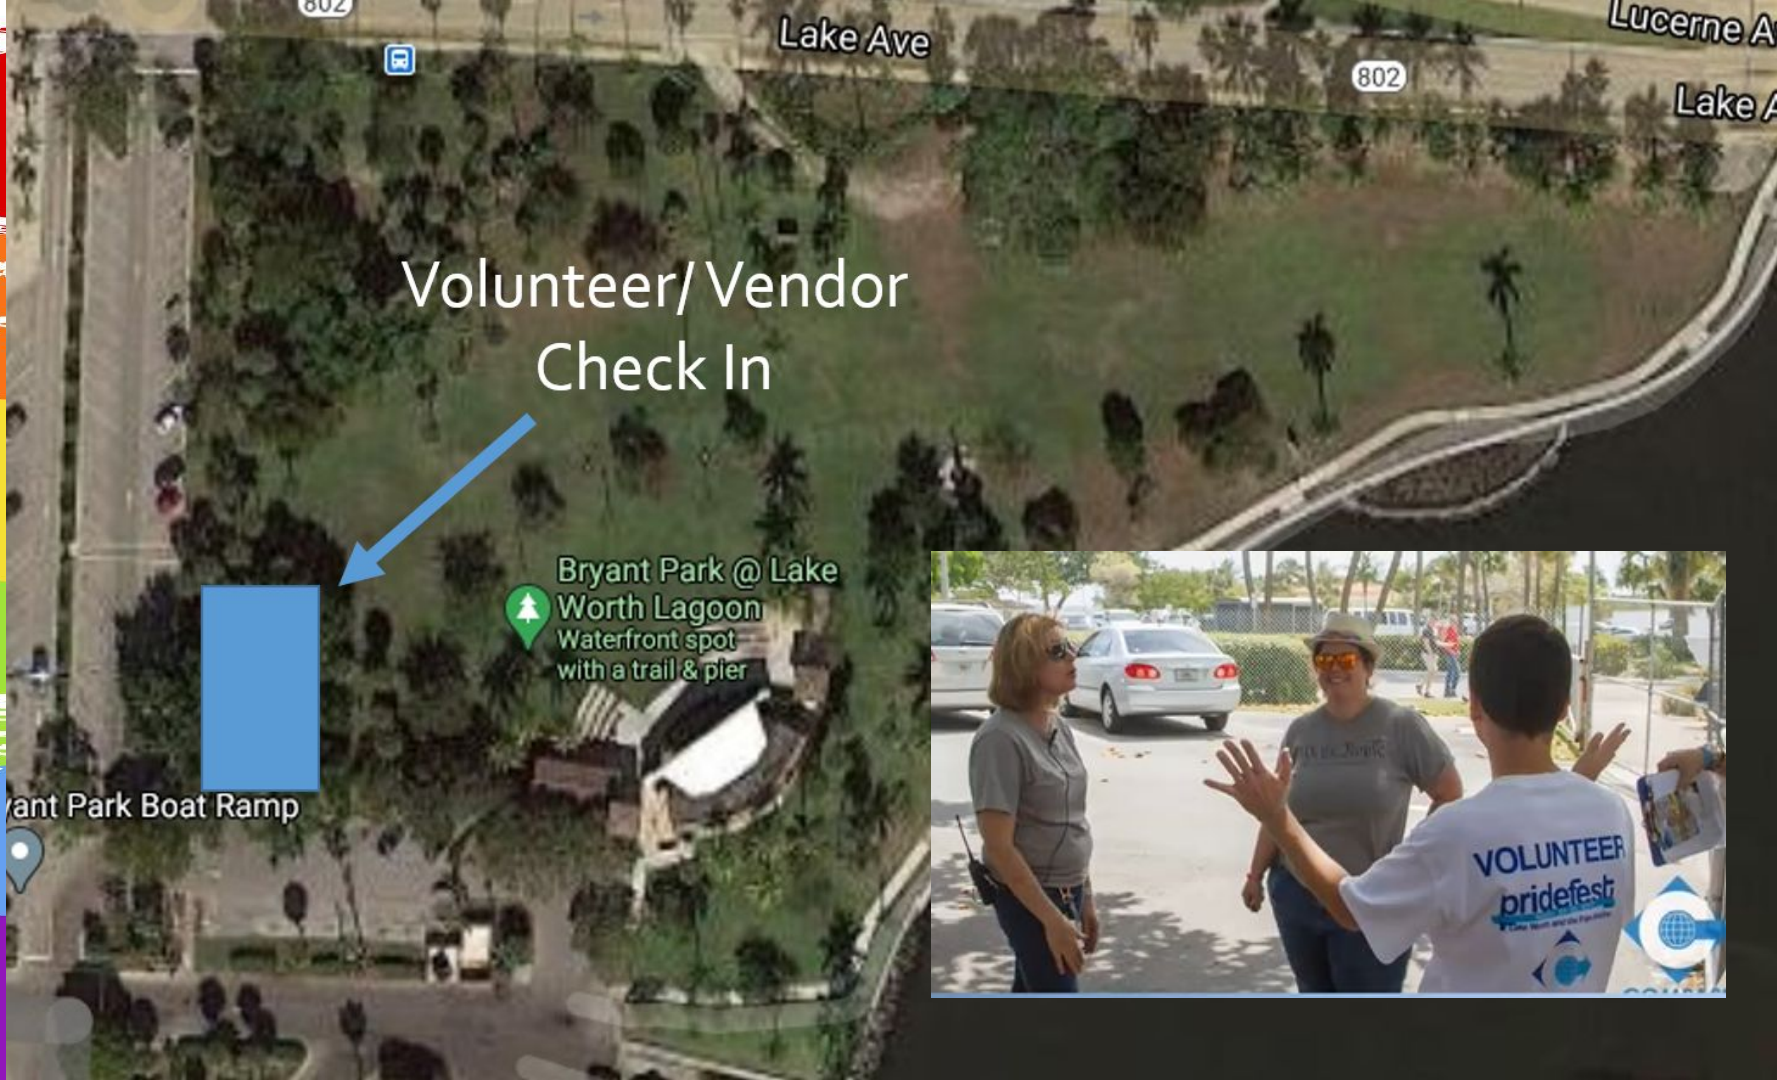 802
Lake Ave
Lucerne A
802
Lake A
Volunteer/ Vendor
Check In
Bryant Park @ Lake
Worth Lagoon
Waterfront spot
with a trail & pier
yant Park Boat Ramp
VOLUNTEER
pridefest